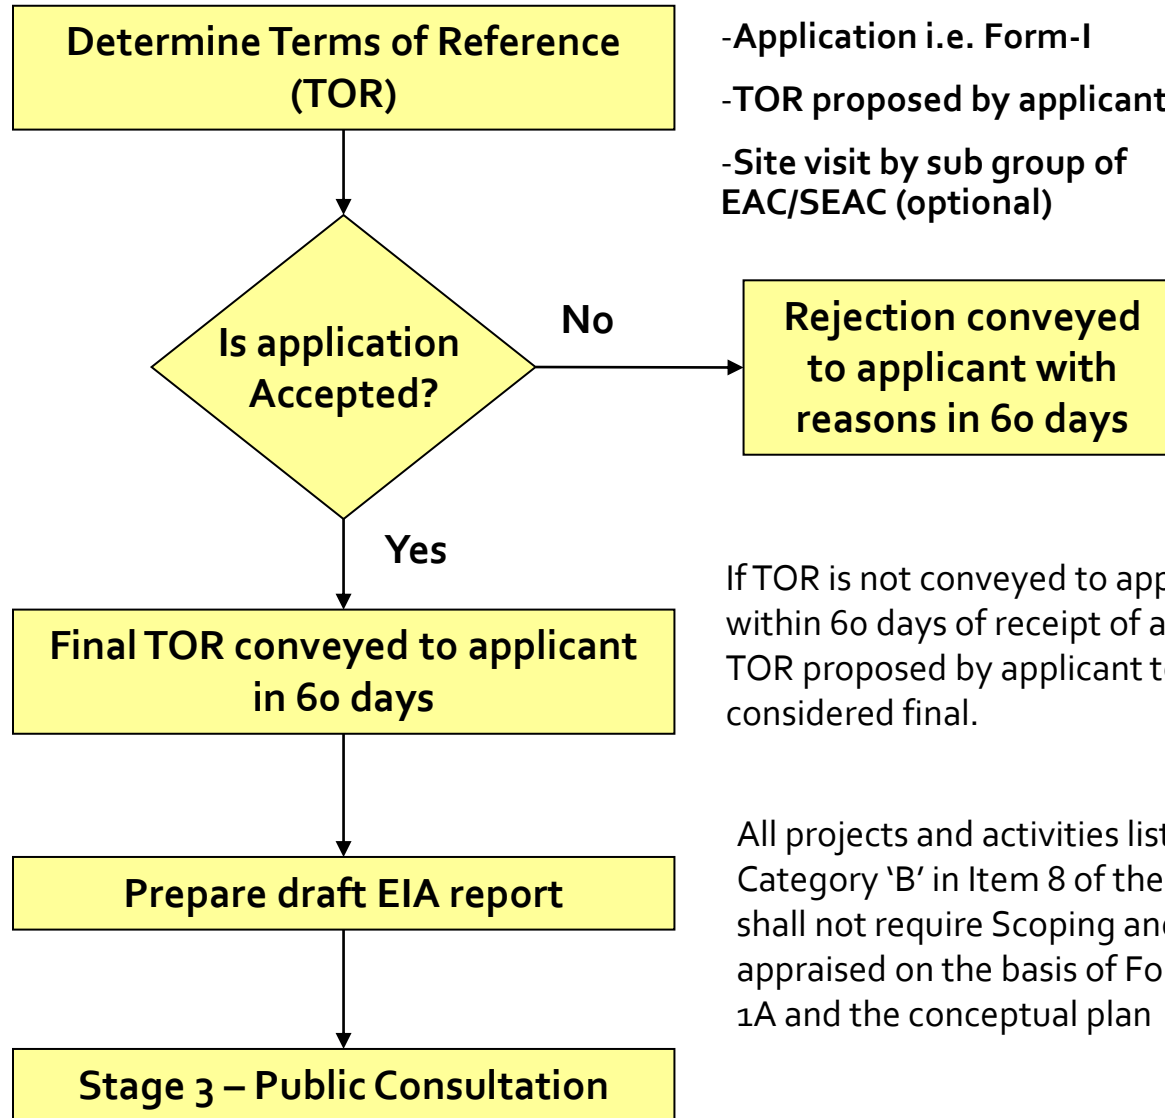 Determine Terms of Reference
(TOR)
-Application i.e. Form-I
-TOR proposed by applicant
-Site visit by sub group of
EAC/SEAC (optional)
Is application
Accepted?
No
Rejection conveyed
to applicant with
reasons in 60 days
Yes
Final TOR conveyed to applicant
in 60 days
If TOR is not conveyed to
within 60 days of receipt of
TOR proposed by applicant
considered final.
Prepare draft EIA report
All projects and activities
Category ‘B’ in Item 8 of the
shall not require Scoping
appraised on the basis of
1A and the conceptual plan
Stage 3 – Public Consultation